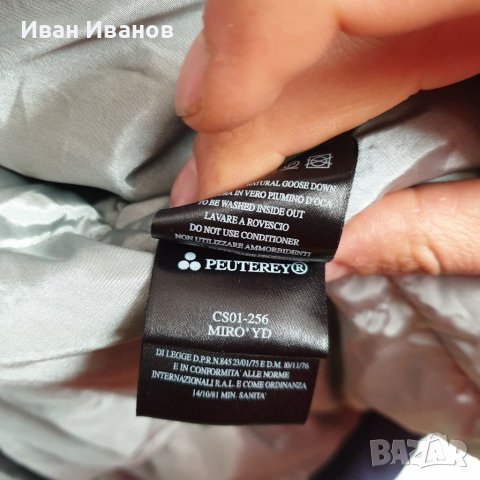 Иван Иванов
NATURAL GOOSE DOWN
IN VERO PIUMINO D'OCA
TO BE WASHED INSIDE OUT
LAVARE A ROVESCIO
DO NOT USE CONDITIONER
NON UTILIZZARE AMMORBIDENTI
PEUTEREY®
CS01-256
MIRO' YD
DI LEGGE D.P.R N.845 23/01/75 E D.M. 10/11/76
E IN CONFORMITA' ALLE NORME
INTERNAZIONALI R.A.L. E COME ORDINANZA
14/10/81 MIN. SANITA'
BAZAR